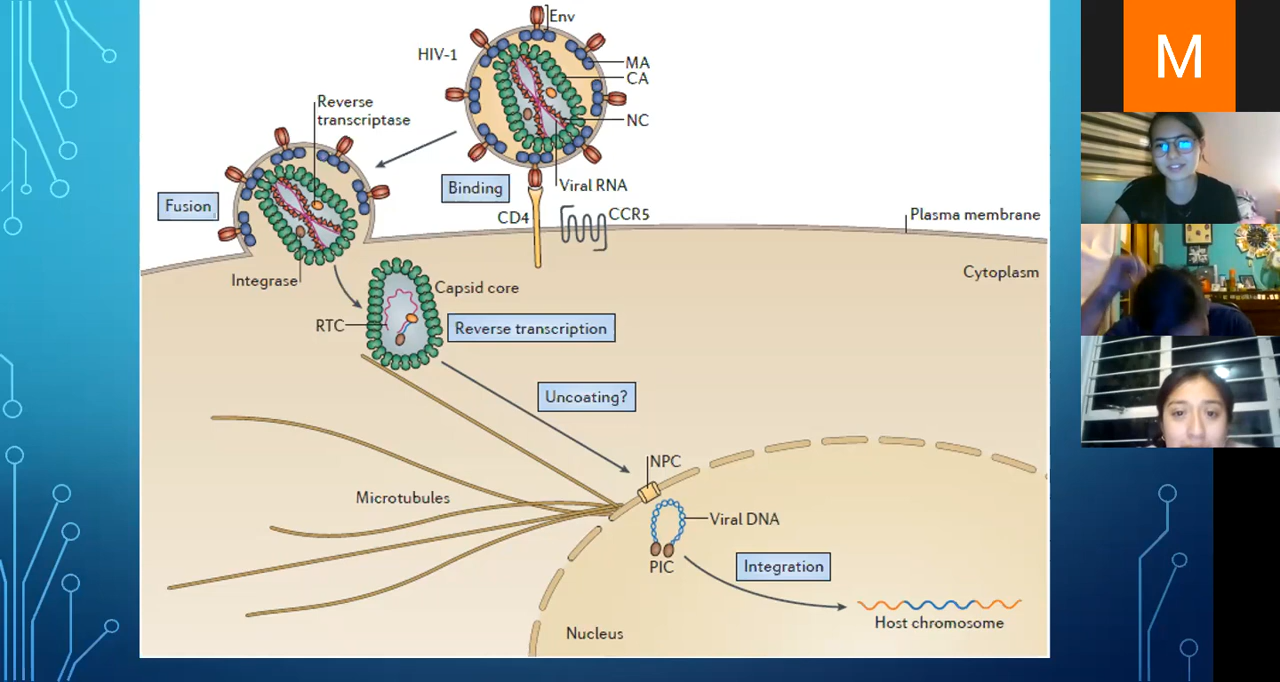 Env
HIV-1
MA
CA
Reverse
transcriptase
NC
Binding
Viral RNA
Fusion
CD4
CCR5
Plasma membrane
Cytoplasm
Integrase
Capsid core
RTC
Reverse transcription
Uncoating?
NPC
Microtubules
Viral DNA
PIC
Integration
Host chromosome
Nucleus
M